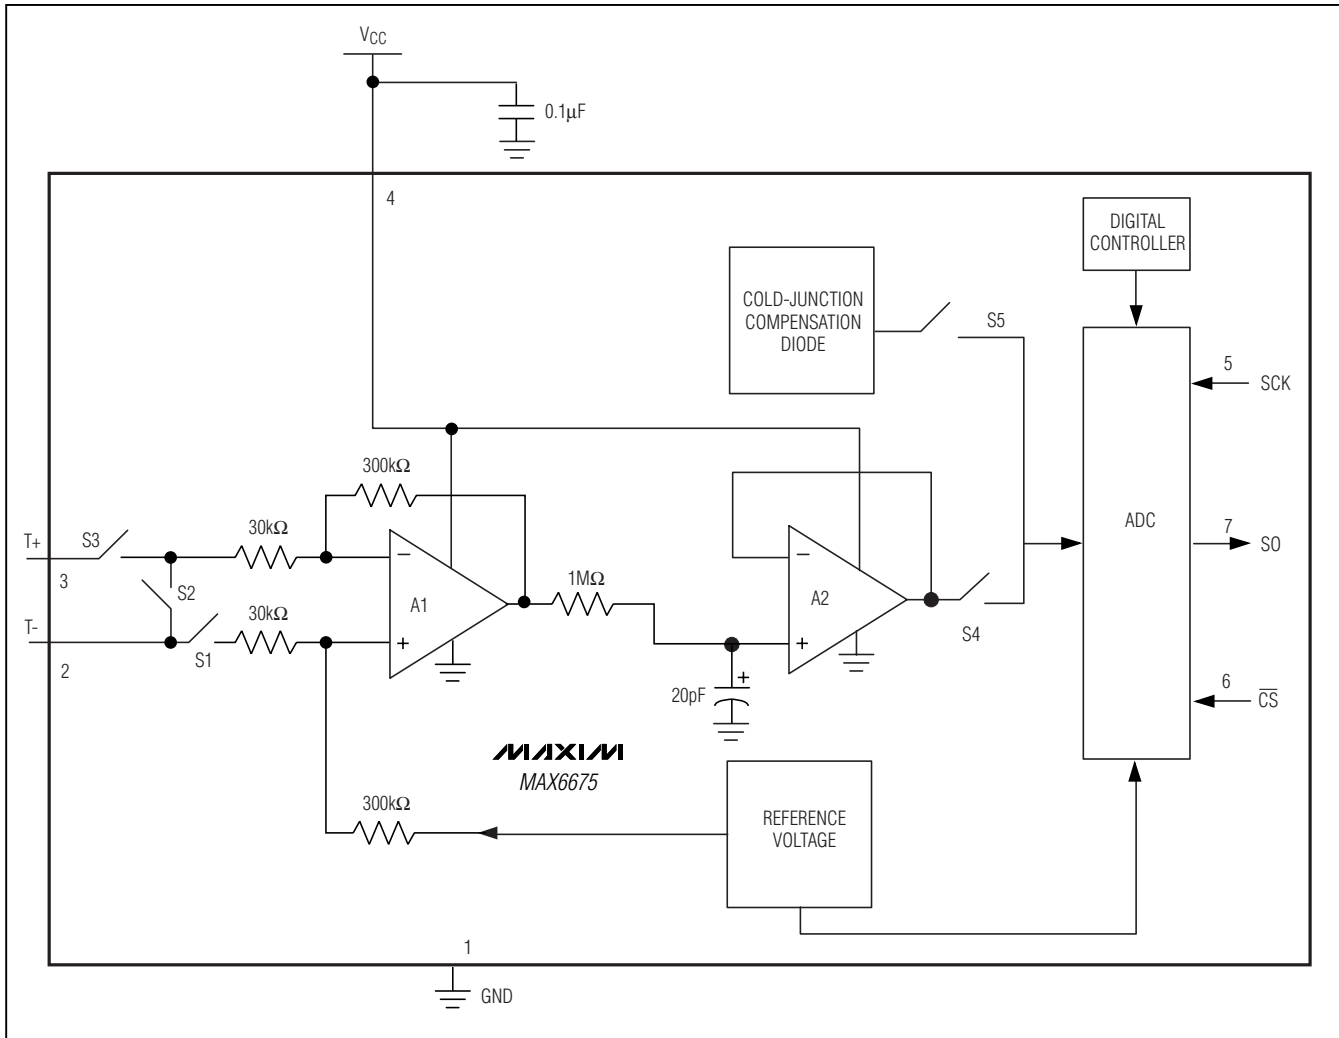 VCC
0.1µF
4
DIGITAL
CONTROLLER
COLD-JUNCTION
COMPENSATION
DIODE
S5
5
SCK
300kΩ
30kΩ
T+
S3
3
S2
A1
−
+
1MΩ
A2
−
+
ADC
7
SO
T-
2
S1
30kΩ
S4
20pF
+
6
CS
MAXIM
MAX6675
300kΩ
REFERENCE
VOLTAGE
1
GND